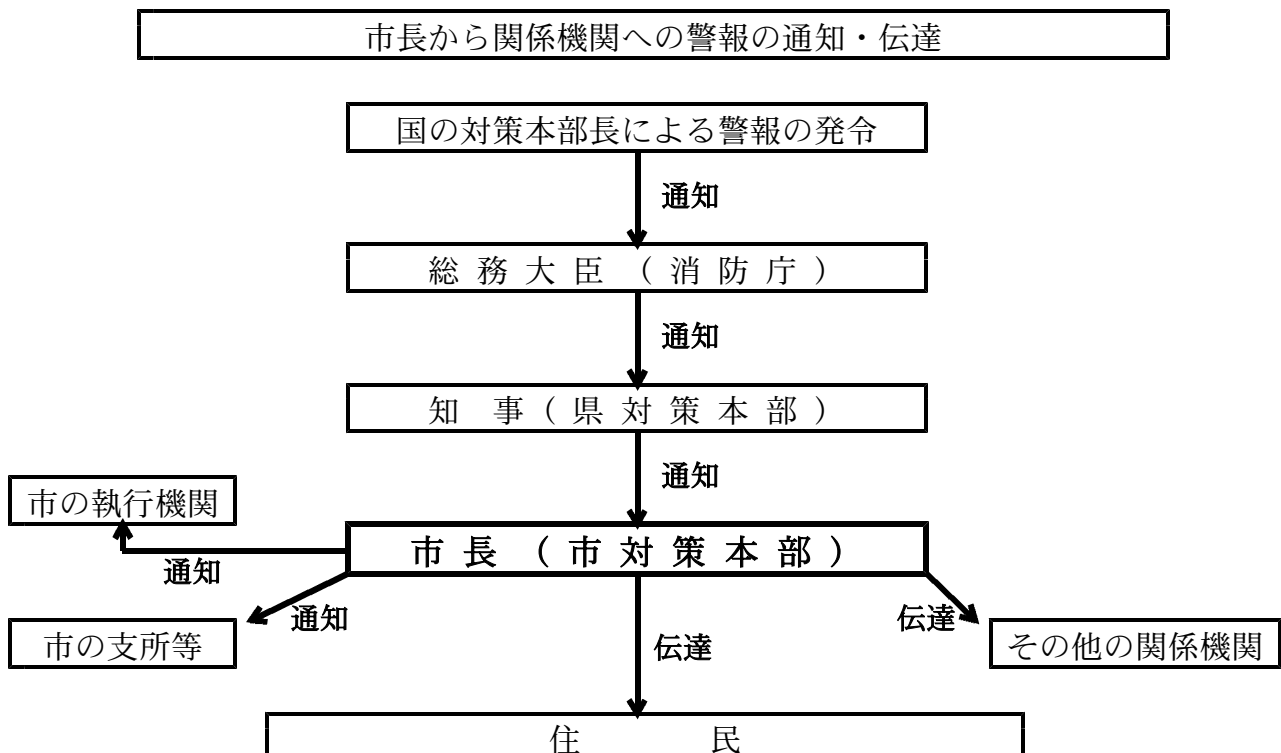 市長から関係機関への警報の通知・伝達
国の対策本部長による警報の発令
通知
総務大臣（消防庁）
通知
知　事（県対策本部）
通知
市の執行機関
市長（市対策本部）
通知
通知
伝達
伝達
市の支所等
その他の関係機関
住　　　民